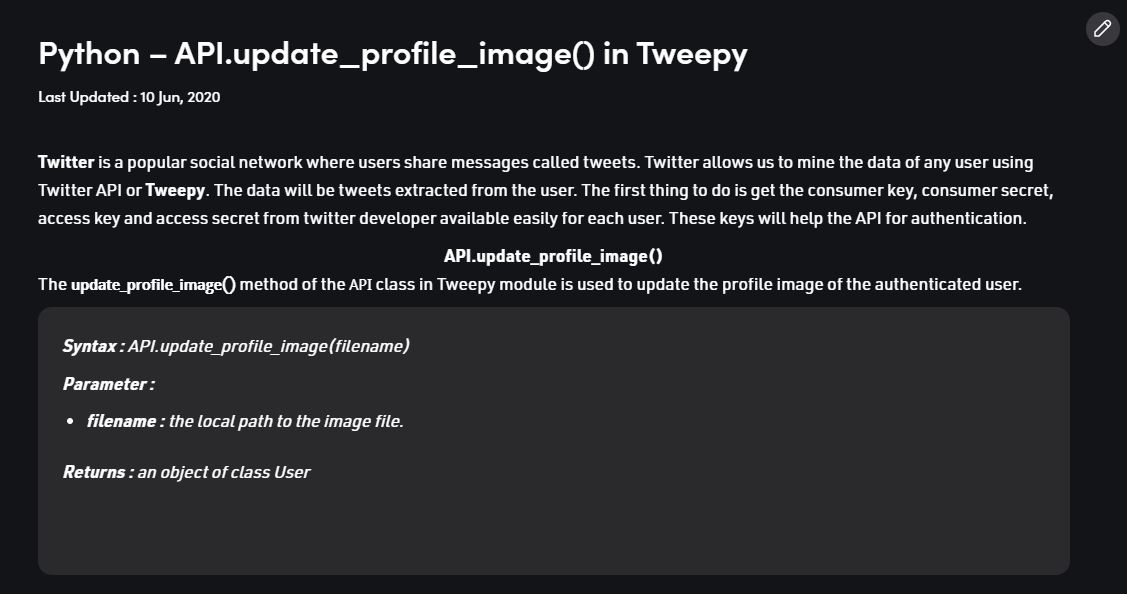 Python – API.update_profile_image() in Tweepy
Last Updated : 10 Jun, 2020
Twitter is a popular social network where users share messages called tweets. Twitter allows us to mine the data of any user using
Twitter API or Tweepy. The data will be tweets extracted from the user. The first thing to do is get the consumer key, consumer secret,
access key and access secret from twitter developer available easily for each user. These keys will help the API for authentication.
API.update_profile_image()
The update_profile_image() method of the API class in Tweepy module is used to update the profile image of the authenticated user.
Syntax : API.update_profile_image(filename)
Parameter :
• filename : the local path to the image file.
Returns : an object of class User